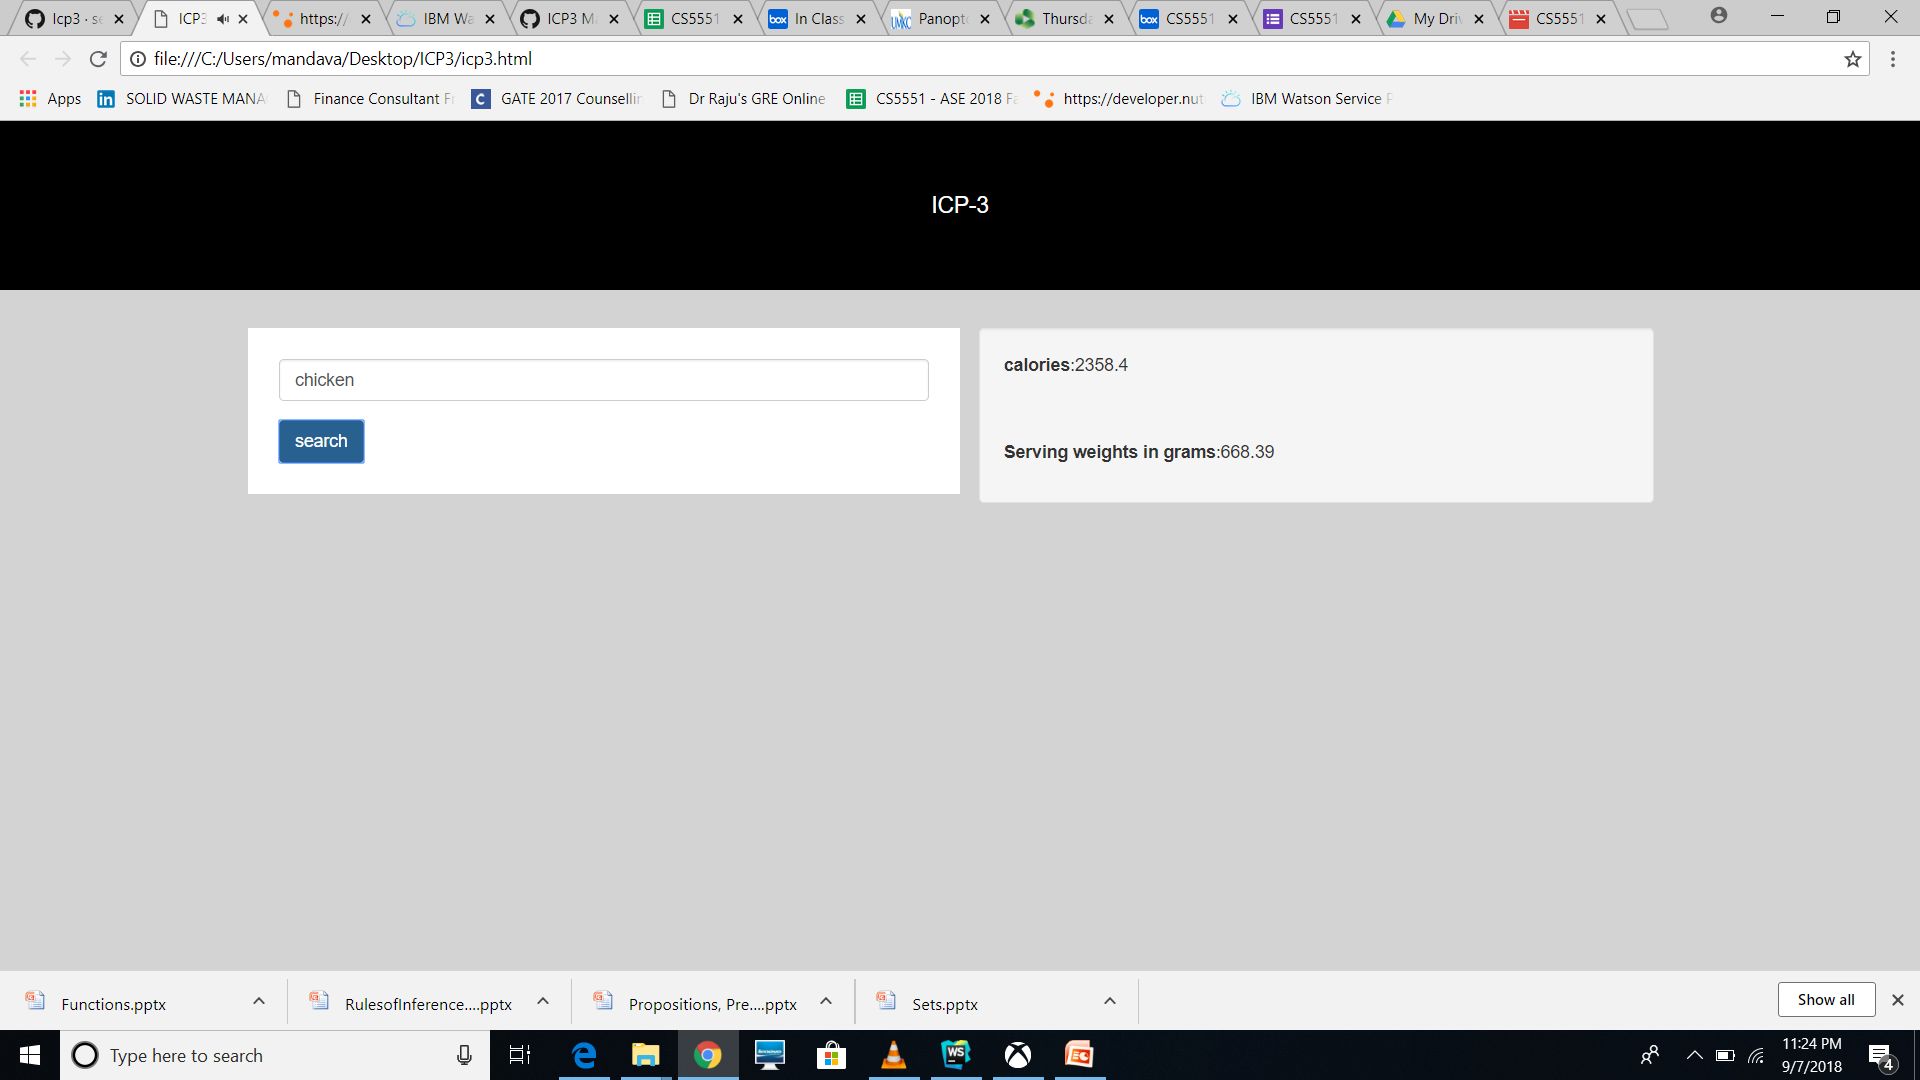 Icp3 · se
ICP3
https://
IBM Wa
ICP3 M
CS5551
In Class
Panopto
Thursda
CS5551
CS5551
My Driv
CS5551
file:///C:/Users/mandava/Desktop/ICP3/icp3.html
Apps
in
SOLID WASTE MANA
Finance Consultant Fr
C
GATE 2017 Counsellin
Dr Raju's GRE Online
CS5551 - ASE 2018 Fa
https://developer.nut
IBM Watson Service P
ICP-3
chicken
search
calories:2358.4
Serving weights in grams:668.39
Functions.pptx
RulesofInference....pptx
Propositions, Pre....pptx
Sets.pptx
Show all
Type here to search
WS
11:24 PM
9/7/2018
4